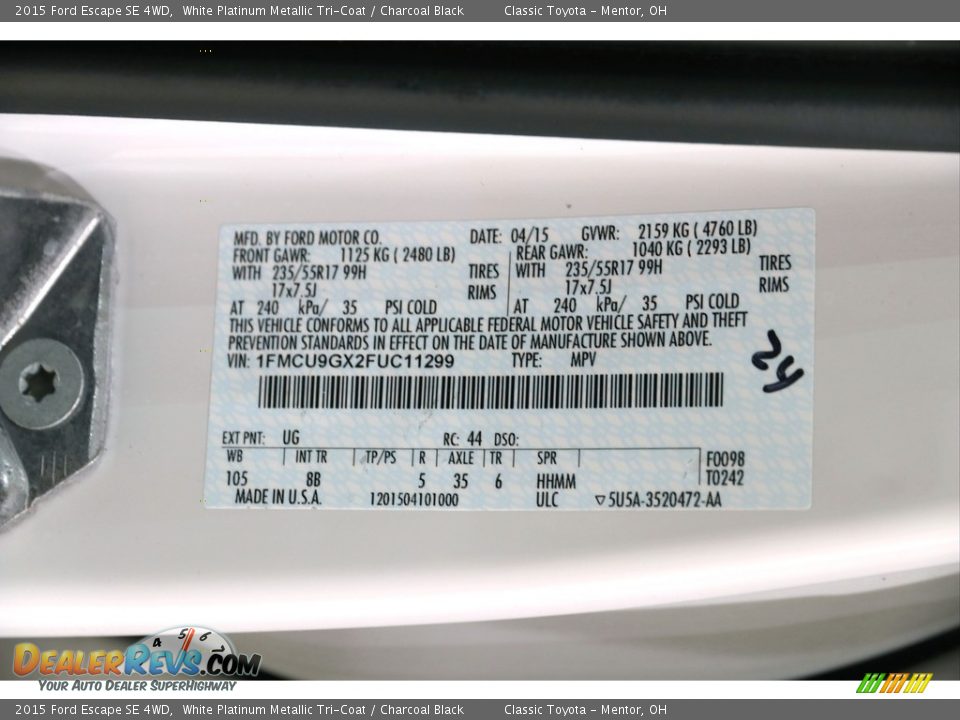 2015 Ford Escape SE 4WD, White Platinum Metallic Tri-Coat / Charcoal Black Classic Toyota - Mentor, OH
MFD. BY FORD MOTOR CO. DATE: 04/15 GVWR: 2159 KG ( 4760 LB)
FRONT GAWR: 1125 KG ( 2480 LB) REAR GAWR: 1040 KG ( 2293 LB)
WITH 235/55R17 99H TIRES WITH 235/55R17 99H TIRES
17x7.5J RIMS 17x7.5J RIMS
AT 240 kPa/ 35 PSI COLD AT 240 kPa/ 35 PSI COLD
THIS VEHICLE CONFORMS TO ALL APPLICABLE FEDERAL MOTOR VEHICLE SAFETY AND THEFT
PREVENTION STANDARDS IN EFFECT ON THE DATE OF MANUFACTURE SHOWN ABOVE.
VIN: 1FMCU9GX2FUC11299 TYPE: MPV
24
EXT PNT: UG RC: 44 DSO:
WB INT TR TP/PS R AXLE TR SPR F0098
105 8B 5 35 6 HHMM T0242
MADE IN U.S.A. 1201504101000 ULC ▽5U5A-3520472-AA
4 5 6 7
DEALERREVS.COM
YOUR AUTO DEALER SUPERHIGHWAY
2015 Ford Escape SE 4WD, White Platinum Metallic Tri-Coat / Charcoal Black Classic Toyota - Mentor, OH